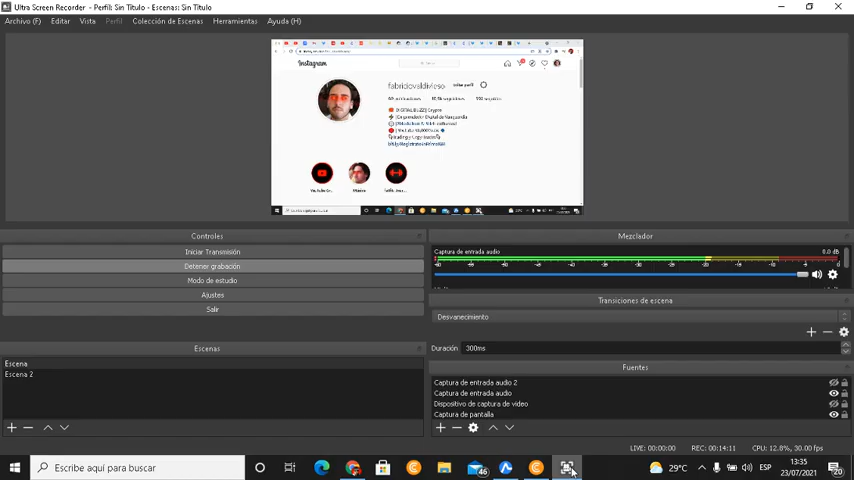 Ultra Screen Recorder - Perfil: Sin Título - Escenas: Sin Título
Archivo (F) Editar Vista Perfil Colección de Escenas Herramientas Ayuda (H)
Instagram
fabriciovaldivieso
Controles
Iniciar Transmisión
Detener grabación
Modo de estudio
Ajustes
Salir
Mezclador
Captura de entrada audio 0.0 dB
Transiciones de escena
Desvanecimiento
Duración 300ms
Escenas
Escena
Escena 2
Fuentes
Captura de entrada audio 2
Captura de entrada audio
Dispositivo de captura de video
Captura de pantalla
LIVE: 00:00:00 REC: 00:14:11 CPU: 12.8%, 30.00 fps
Escribe aquí para buscar
46
29°C
ESP
13:35
23/07/2021
20